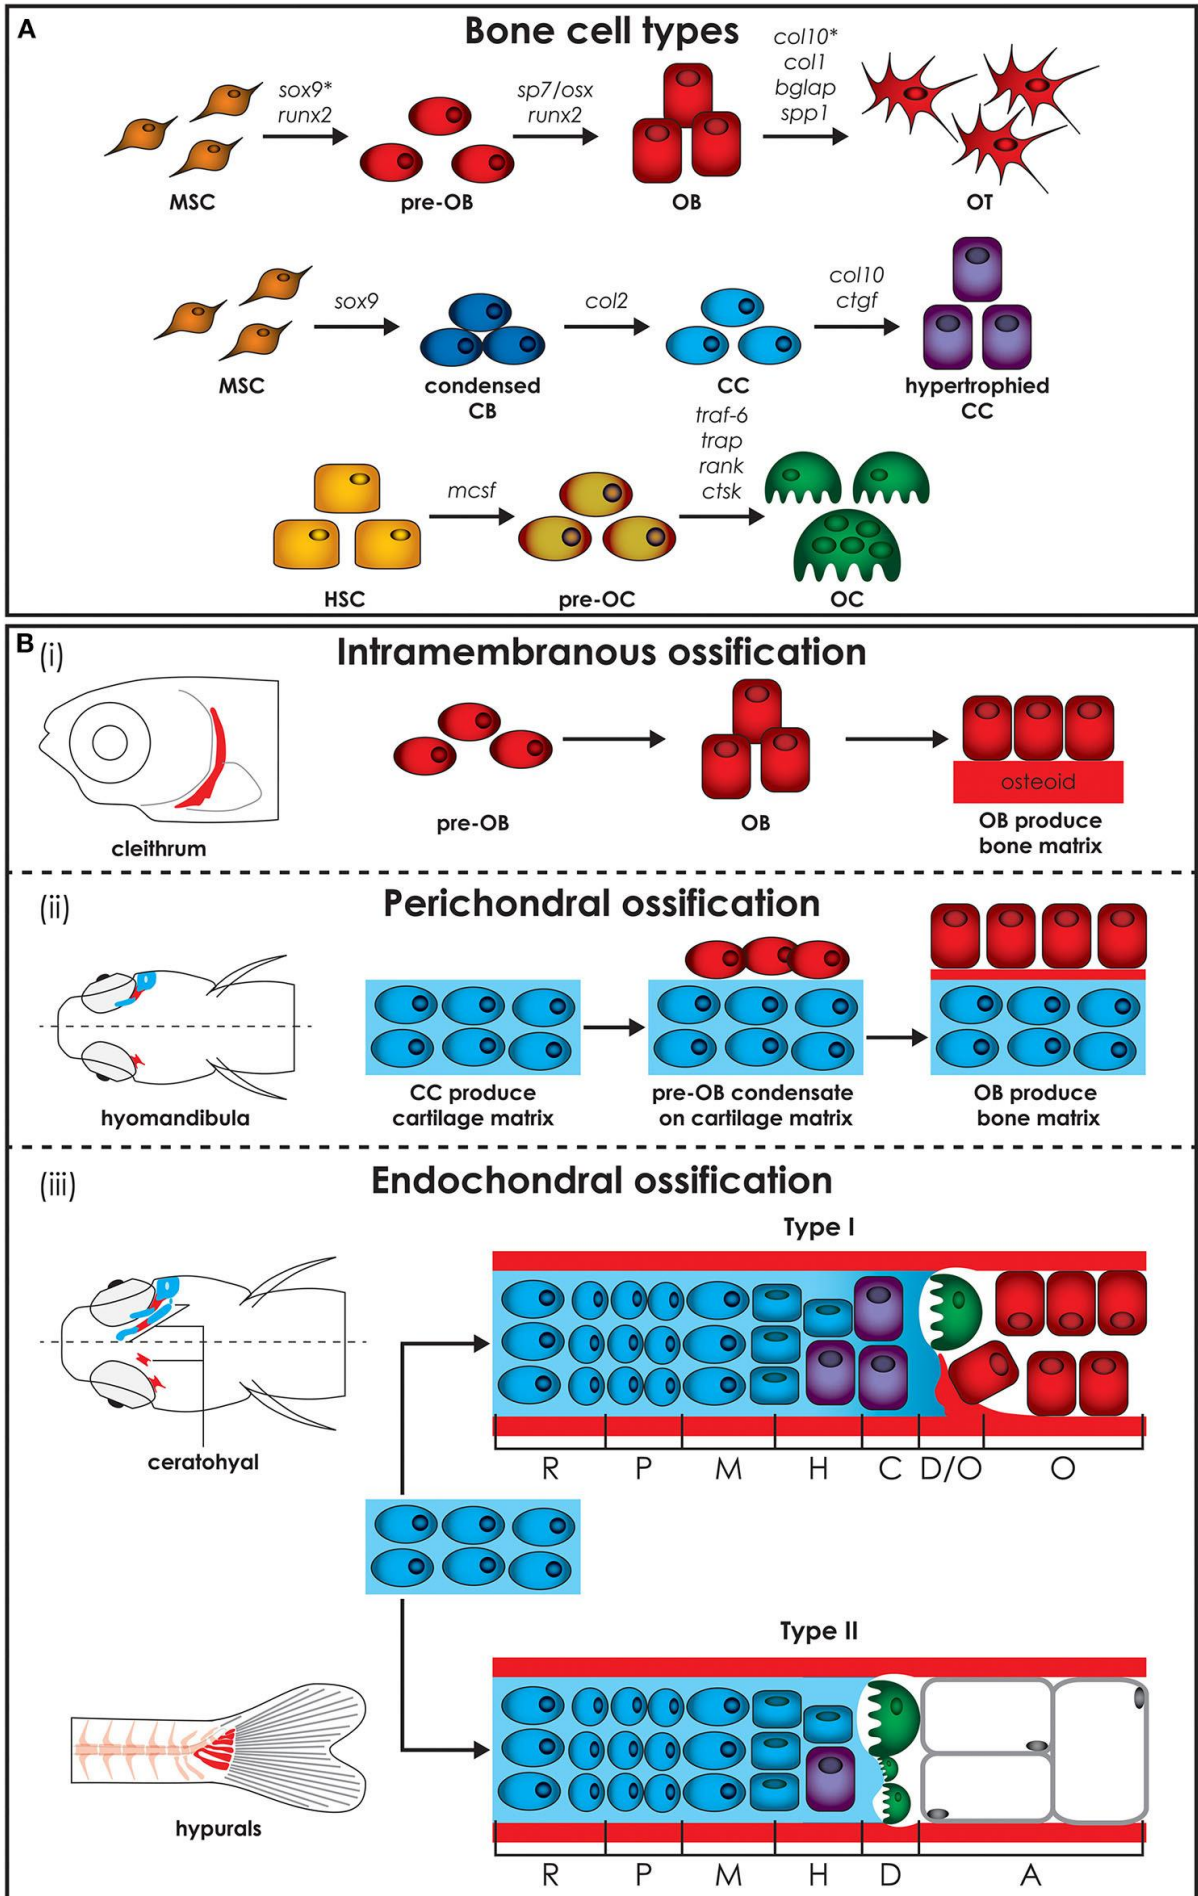 A
Bone cell types
sox9*
runx2
sp7/osx
runx2
col10*
col1
bglap
spp1
MSC
pre-OB
OB
OT
sox9
col2
col10
ctgf
MSC
condensed
CB
CC
hypertrophied
CC
mcsf
traf-6
trap
rank
ctsk
HSC
pre-OC
OC
B
(i)
Intramembranous ossification
osteoid
cleithrum
pre-OB
OB
OB produce
bone matrix
(ii)
Perichondral ossification
hyomandibula
CC produce
cartilage matrix
pre-OB condensate
on cartilage matrix
OB produce
bone matrix
(iii)
Endochondral ossification
Type I
R P M H C D/O O
ceratohyal
Type II
hypurals
R P M H D A